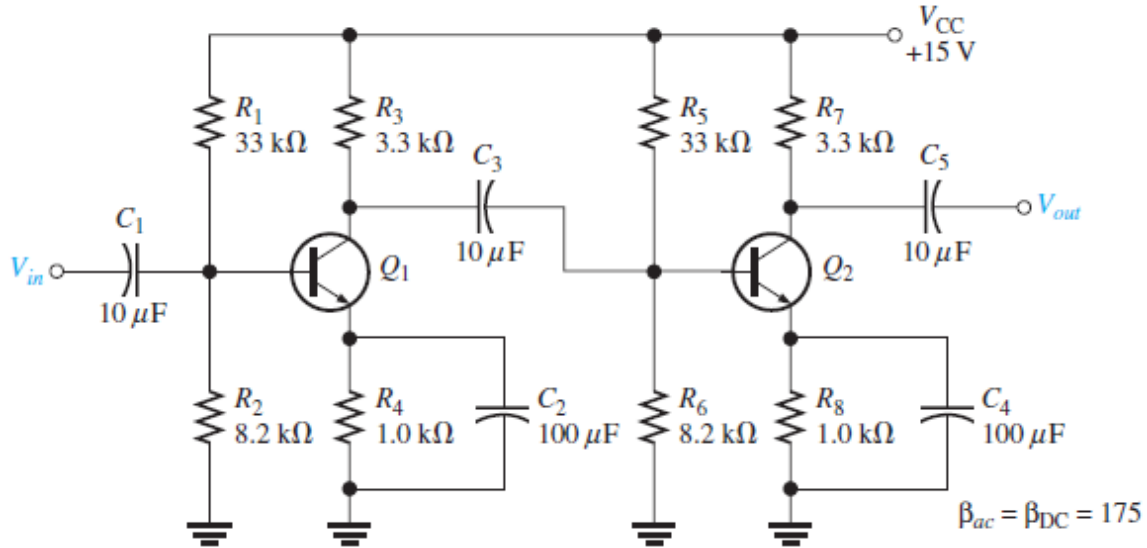 V_CC
+15 V
R_1
33 kΩ
R_3
3.3 kΩ
R_5
33 kΩ
R_7
3.3 kΩ
C_3
10 μF
C_5
10 μF
V_out
C_1
10 μF
V_in
Q_1
Q_2
R_2
8.2 kΩ
R_4
1.0 kΩ
C_2
100 μF
R_6
8.2 kΩ
R_8
1.0 kΩ
C_4
100 μF
β_ac = β_DC = 175